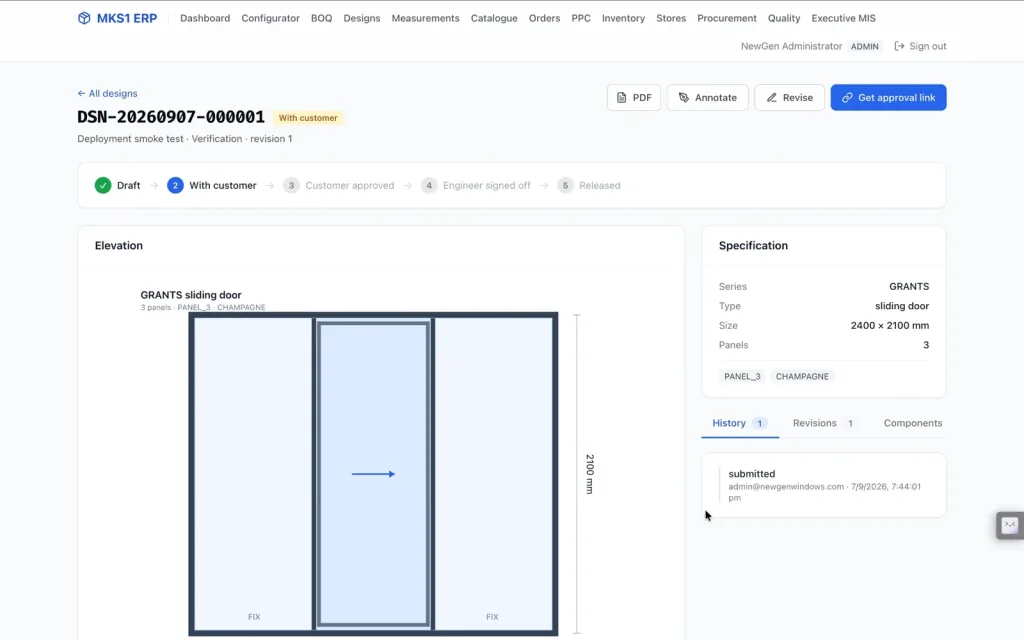 MKS1 ERP Dashboard Configurator BOQ Designs Measurements Catalogue Orders PPC Inventory Stores Procurement Quality Executive MIS
NewGen Administrator ADMIN Sign out
← All designs
DSN-20260907-000001 With customer
PDF Annotate Revise Get approval link
Deployment smoke test · Verification · revision 1
Draft → 2 With customer → 3 Customer approved → 4 Engineer signed off → 5 Released
Elevation
GRANTS sliding door
3 panels · PANEL_3 · CHAMPAGNE
2100 mm
FIX FIX
Specification
Series GRANTS
Type sliding door
Size 2400 × 2100 mm
Panels 3
PANEL_3 CHAMPAGNE
History 1 Revisions 1 Components
submitted
admin@newgenwindows.com · 7/9/2026, 7:44:01
pm